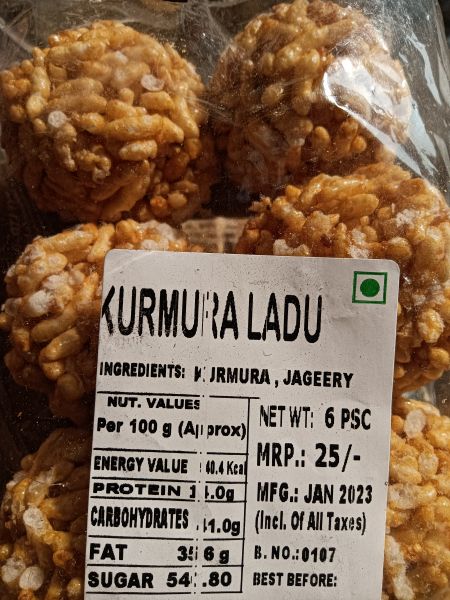 KURMURA LADU
INGREDIENTS: KURMURA , JAGEERY
NUT. VALUES
Per 100 g (Approx)
ENERGY VALUE
PROTEIN
CARBOHYDRATES
FAT
SUGAR
NET WT: 6 PSC
MRP.: 25/-
MFG.: JAN 2023
(Incl. Of All Taxes)
B. NO.:0107
BEST BEFORE: